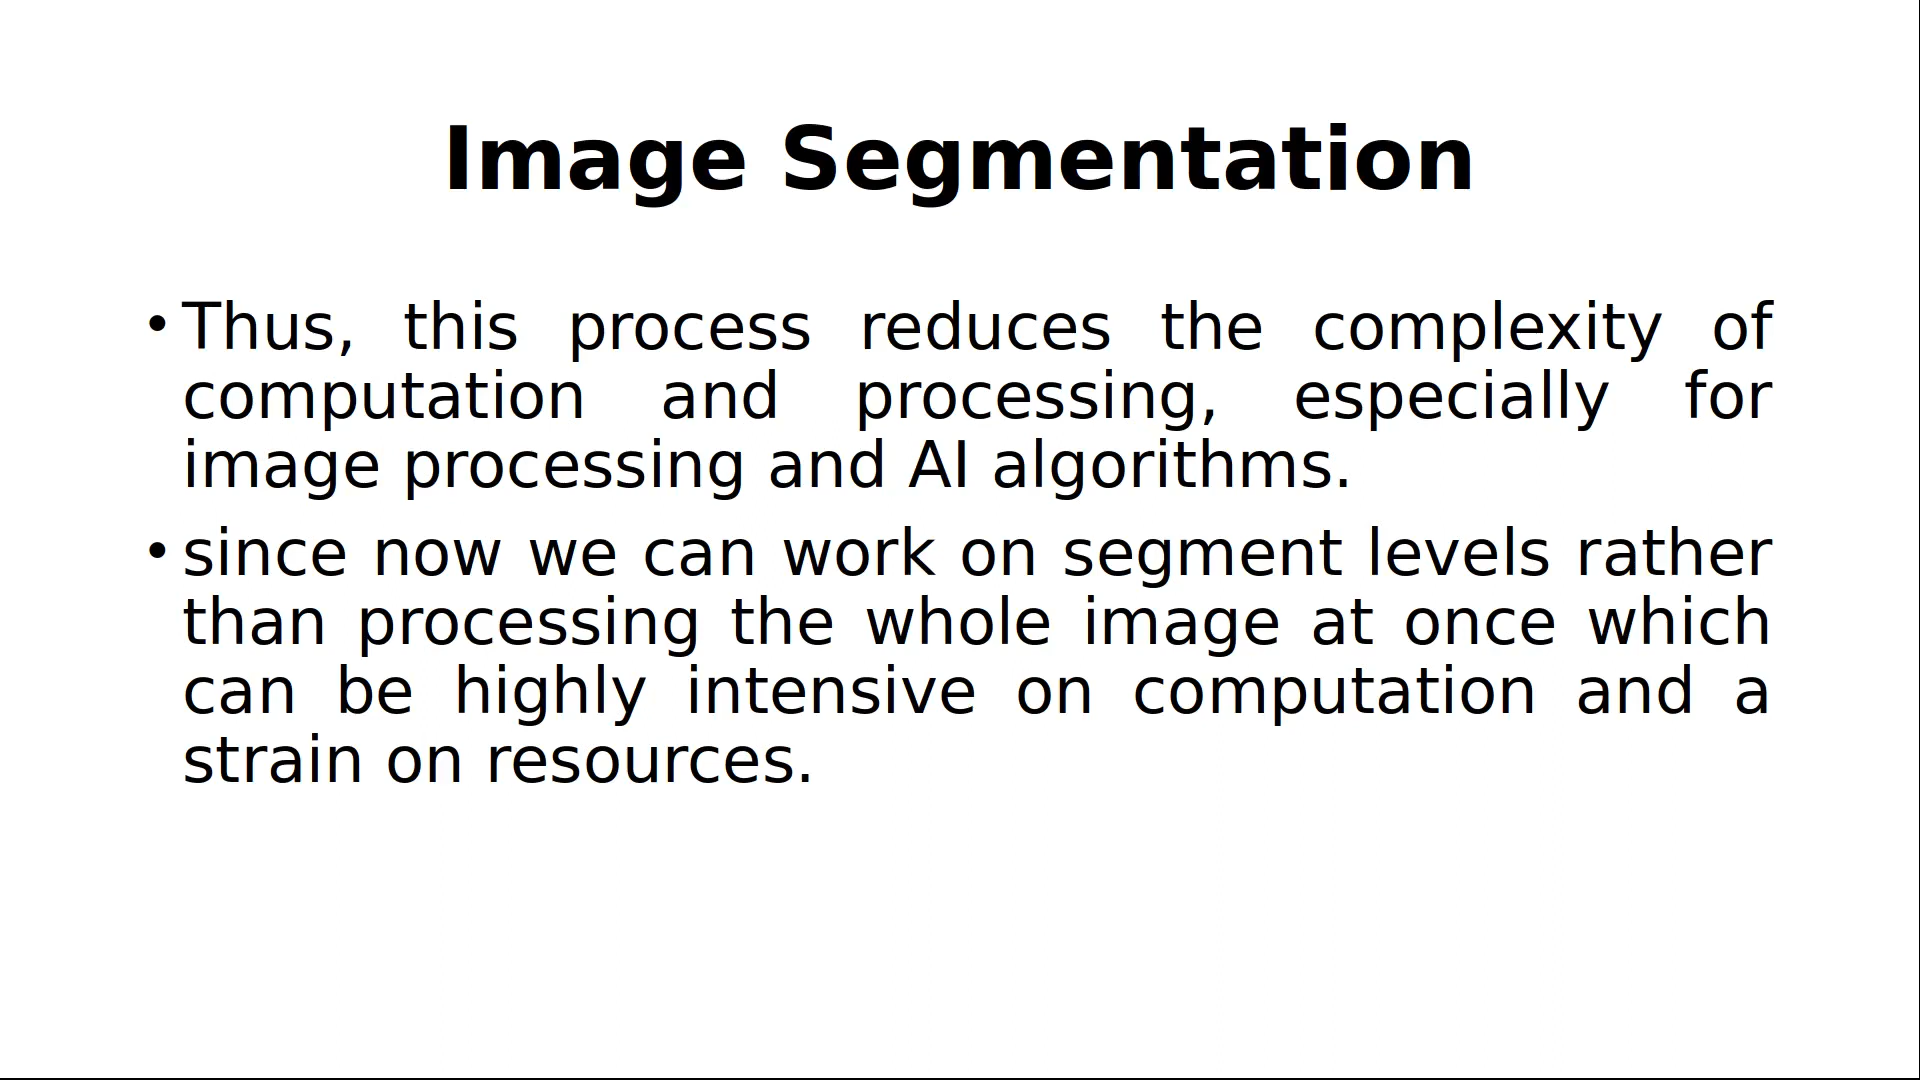 Image Segmentation
• Thus, this process reduces the complexity of
computation and processing, especially for
image processing and AI algorithms.
• since now we can work on segment levels rather
than processing the whole image at once which
can be highly intensive on computation and a
strain on resources.